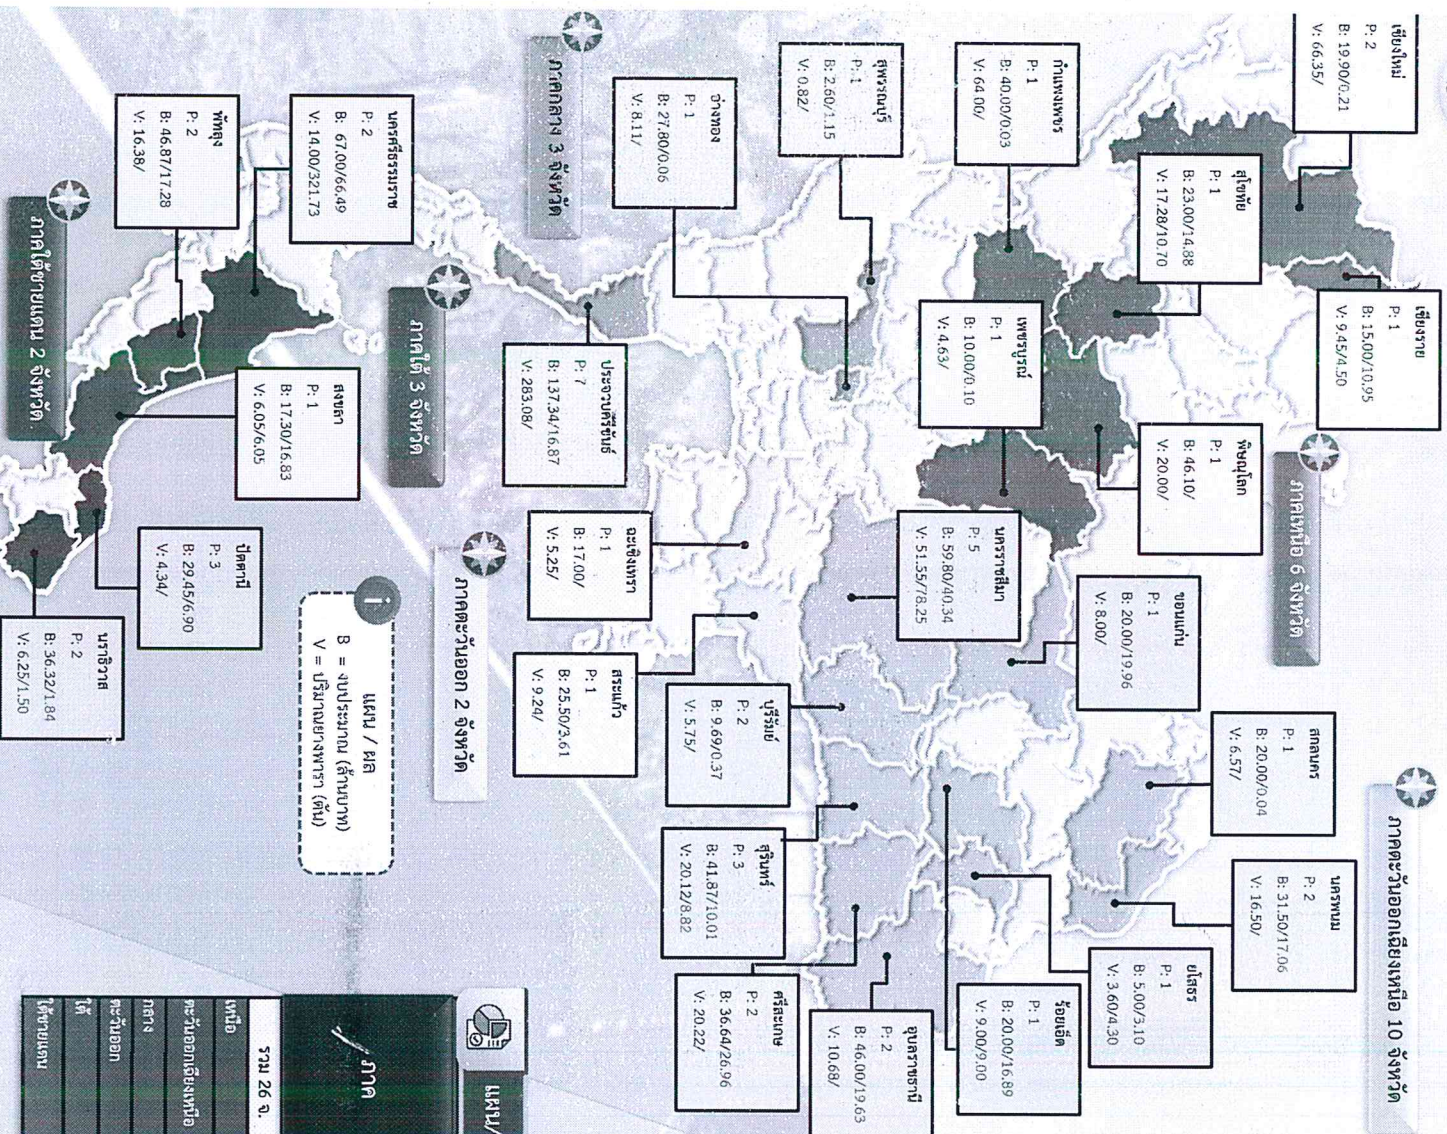 เชียงใหม่
P: 2
B: 19.90/0.21
V: 66.35/
เชียงราย
P: 1
B: 15.00/10.95
V: 9.45/4.50
ภาคเหนือ 6 จังหวัด
สุโขทัย
P: 1
B: 23.00/14.88
V: 17.28/10.70
พิษณุโลก
P: 1
B: 46.10/
V: 20.00/
กำแพงเพชร
P: 1
B: 40.00/0.03
V: 64.00/
เพชรบูรณ์
P: 1
B: 10.00/0.10
V: 4.63/
ภาคตะวันออกเฉียงเหนือ 10 จังหวัด
สกลนคร
P: 1
B: 20.00/0.04
V: 6.57/
นครพนม
P: 2
B: 31.50/17.06
V: 16.50/
ขอนแก่น
P: 1
B: 20.00/19.96
V: 8.00/
ยโสธร
P: 1
B: 5.00/3.10
V: 3.60/4.30
ร้อยเอ็ด
P: 1
B: 20.00/16.89
V: 9.00/9.00
อุบลราชธานี
P: 2
B: 46.00/19.63
V: 10.68/
นครราชสีมา
P: 5
B: 59.80/40.34
V: 51.55/78.25
บุรีรัมย์
P: 2
B: 9.69/0.37
V: 5.75/
สุรินทร์
P: 3
B: 41.87/10.01
V: 20.12/8.82
ศรีสะเกษ
P: 2
B: 36.64/26.96
V: 20.22/
สุพรรณบุรี
P: 1
B: 2.60/1.15
V: 0.82/
อ่างทอง
P: 1
B: 27.80/0.06
V: 8.11/
ภาคกลาง 3 จังหวัด
ประจวบคีรีขันธ์
P: 7
B: 137.34/16.87
V: 283.08/
ฉะเชิงเทรา
P: 1
B: 17.00/
V: 5.25/
สระแก้ว
P: 1
B: 25.50/3.61
V: 9.24/
ภาคตะวันออก 2 จังหวัด
ภาคใต้ 3 จังหวัด
นครศรีธรรมราช
P: 2
B: 67.00/66.49
V: 14.00/321.73
พัทลุง
P: 2
B: 46.87/17.28
V: 16.38/
สงขลา
P: 1
B: 17.30/16.83
V: 6.05/6.05
ภาคใต้ชายแดน 2 จังหวัด
ปัตตานี
P: 3
B: 29.45/6.90
V: 4.34/
นราธิวาส
P: 2
B: 36.32/1.84
V: 6.25/1.50
i
แผน / ผล
B = งบประมาณ (ล้านบาท)
V = ปริมาณยางพารา (ตัน)
แผน/
ภาค
รวม 26 จ.
เหนือ
ตะวันออกเฉียงเหนือ
กลาง
ตะวันออก
ใต้
ใต้ชายแดน